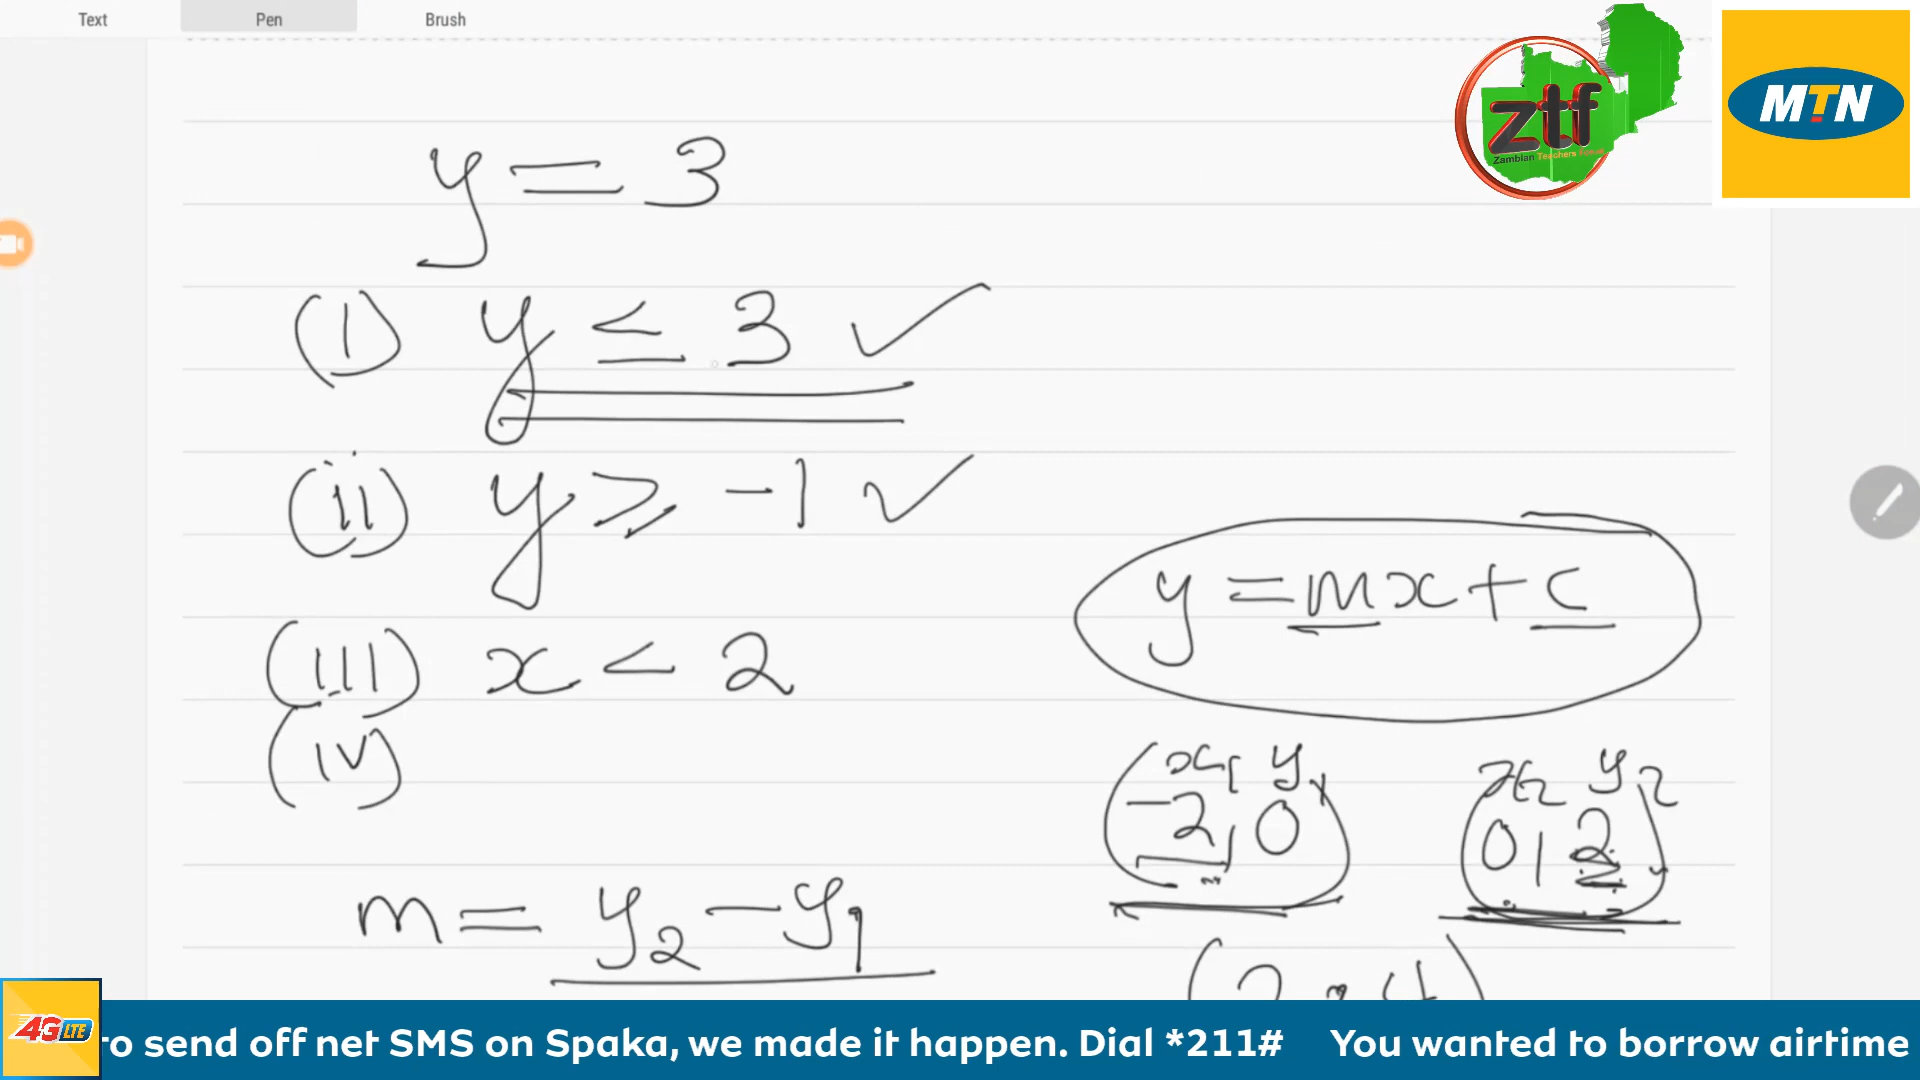 Text Pen Brush
ztf
Zambian Teachers Forum
MTN
y = 3
(i) y ≤ 3 ✓
(ii) y ≥ -1 ✓
(iii) x < 2
(iv)
y = mx + c
x₁ y₁
-2, 0
x₂ y₂
0, 2
m = y₂ - y₁
4G LTE
to send off net SMS on Spaka, we made it happen. Dial *211# You wanted to borrow airtime